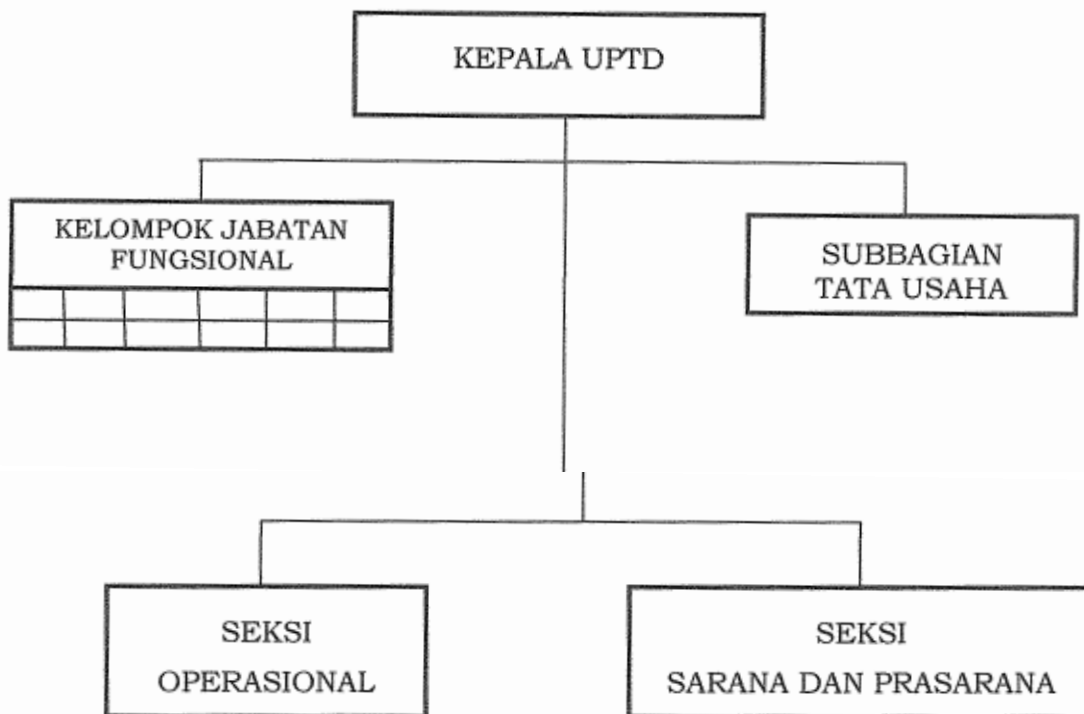 KEPALA UPTD
KELOMPOK JABATAN
FUNGSIONAL
SUBBAGIAN
TATA USAHA
SEKSI
OPERASIONAL
SEKSI
SARANA DAN PRASARANA